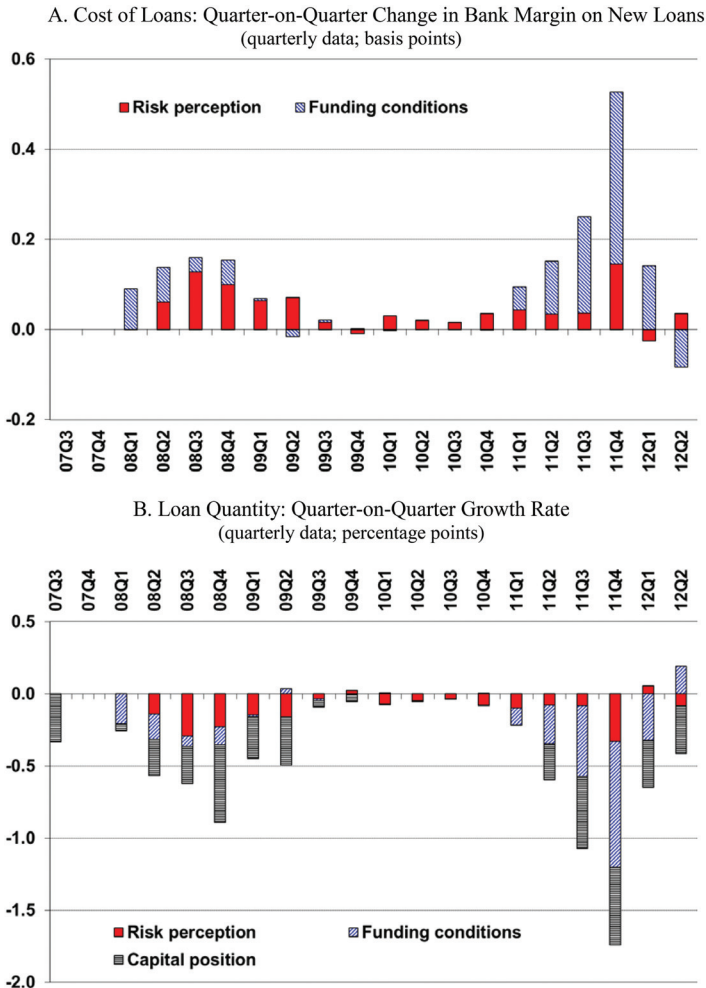 A. Cost of Loans: Quarter-on-Quarter Change in Bank Margin on New Loans
(quarterly data; basis points)
0.6
Risk perception Funding conditions
0.4
0.2
0.0
-0.2
07Q3 07Q4 08Q1 08Q2 08Q3 08Q4 09Q1 09Q2 09Q3 09Q4 10Q1 10Q2 10Q3 10Q4 11Q1 11Q2 11Q3 11Q4 12Q1 12Q2
B. Loan Quantity: Quarter-on-Quarter Growth Rate
(quarterly data; percentage points)
07Q3 07Q4 08Q1 08Q2 08Q3 08Q4 09Q1 09Q2 09Q3 09Q4 10Q1 10Q2 10Q3 10Q4 11Q1 11Q2 11Q3 11Q4 12Q1 12Q2
0.5
0.0
-0.5
-1.0
-1.5
Risk perception Funding conditions
Capital position
-2.0